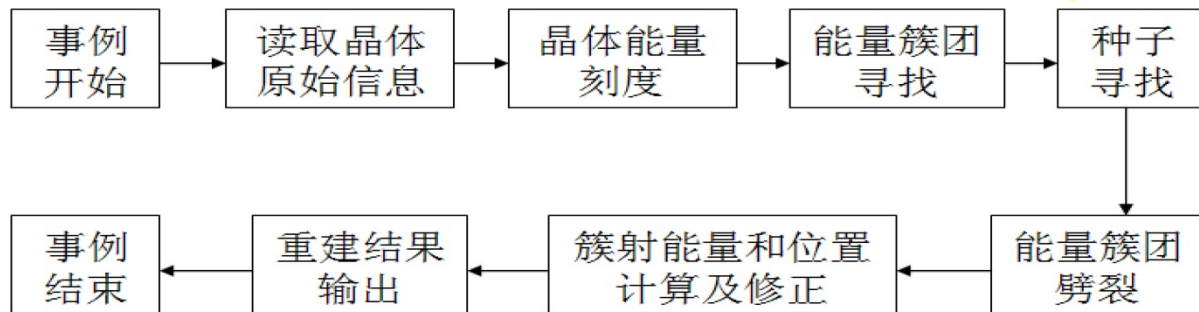 事例
开始
读取晶体
原始信息
晶体能量
刻度
能量簇团
寻找
种子
寻找
能量簇团
劈裂
簇射能量和位置
计算及修正
重建结果
输出
事例
结束